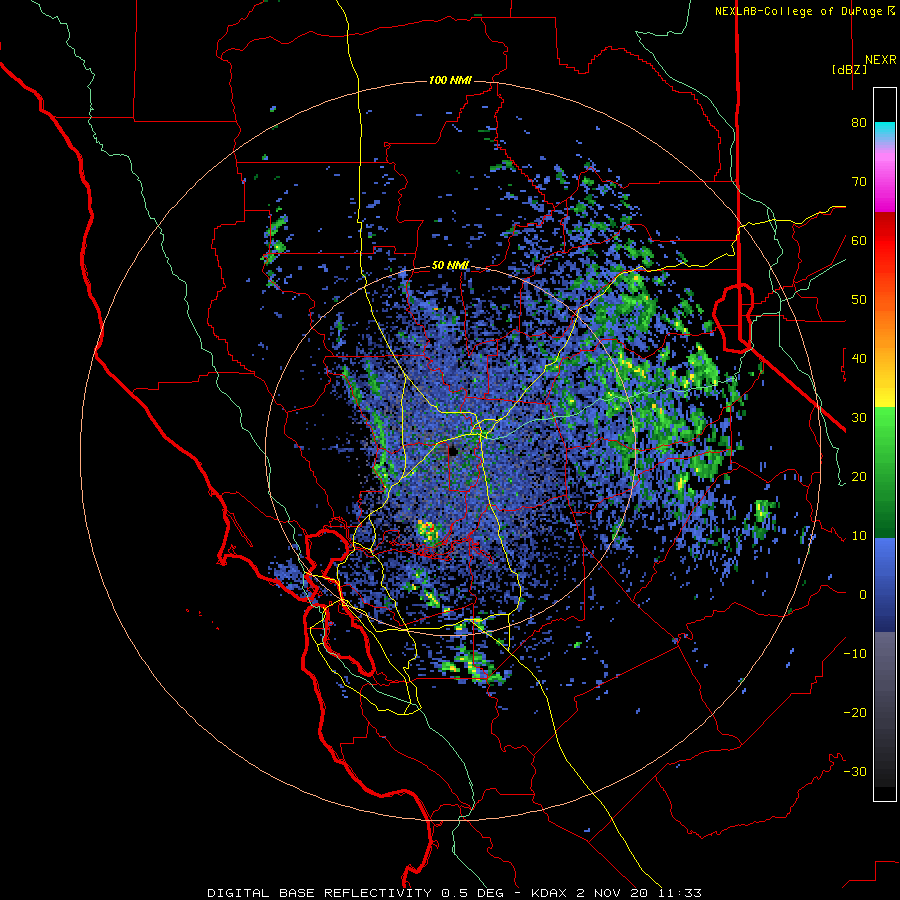 NEXLAB-College of DuPage
NEXR
[dBZ]
100 NMI
80
70
60
50 NMI
50
40
30
20
10
0
-10
-20
-30
DIGITAL BASE REFLECTIVITY 0.5 DEG - KDAX 2 NOV 20 11:33